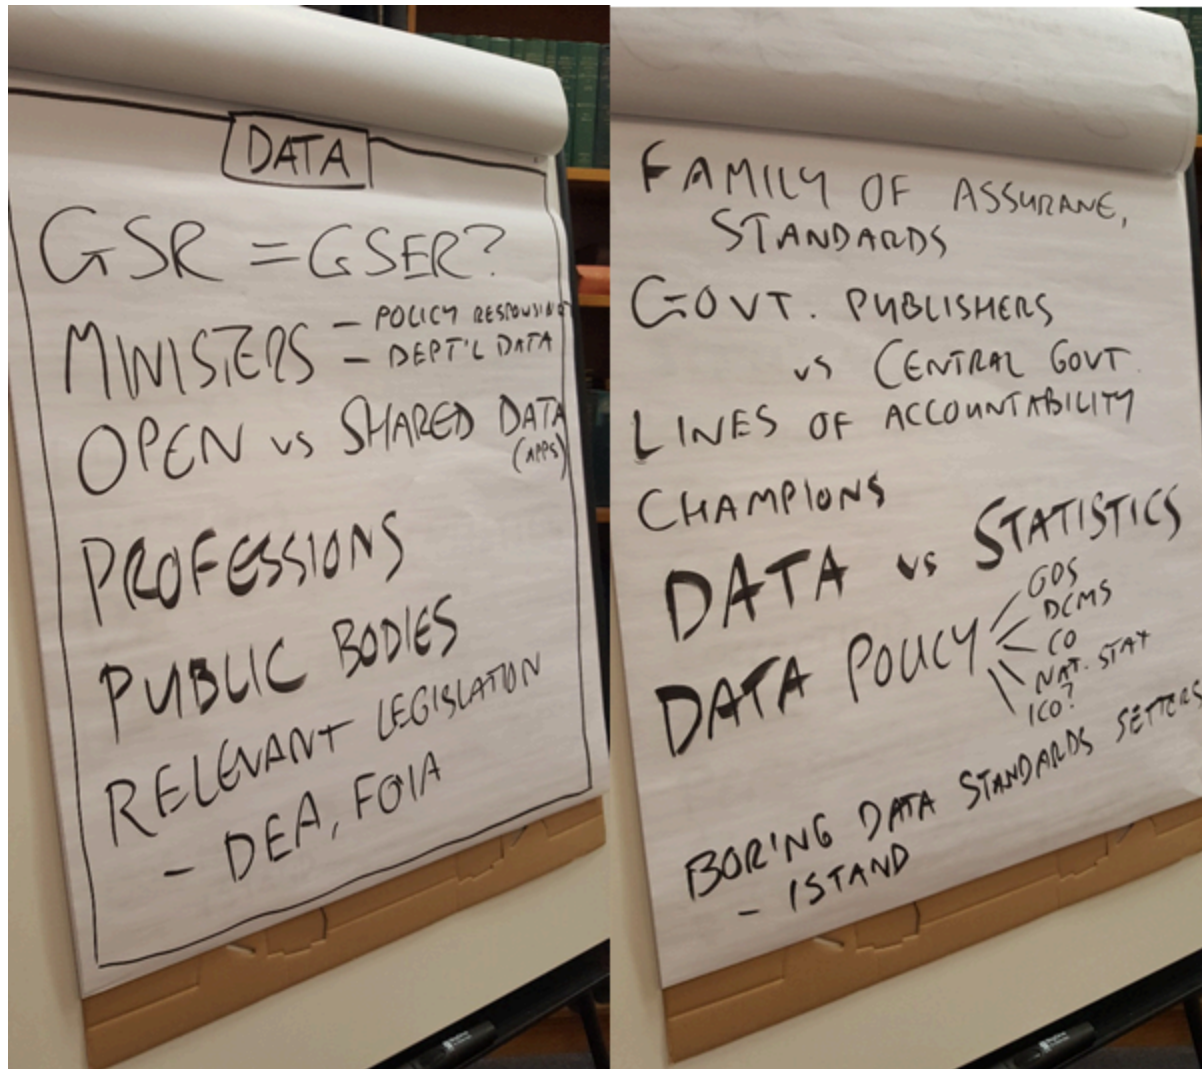 DATA
GSR = GSER?
MINISTERS - POLICY RESPONSING
- DEPT'L DATA
OPEN vs SHARED DATA
(APPS)
PROFESSIONS
PUBLIC BODIES
RELEVANT LEGISLATION
- DEA, FOIA
FAMILY OF ASSURANE,
STANDARDS
GOVT. PUBLISHERS
vs CENTRAL GOVT.
LINES OF ACCOUNTABILITY
CHAMPIONS
DATA vs STATISTICS
DATA POLICY
GDS
DCMS
CO
NAT. STAT
ICO?
BORING DATA STANDARDS SETTERS
- ISTAND